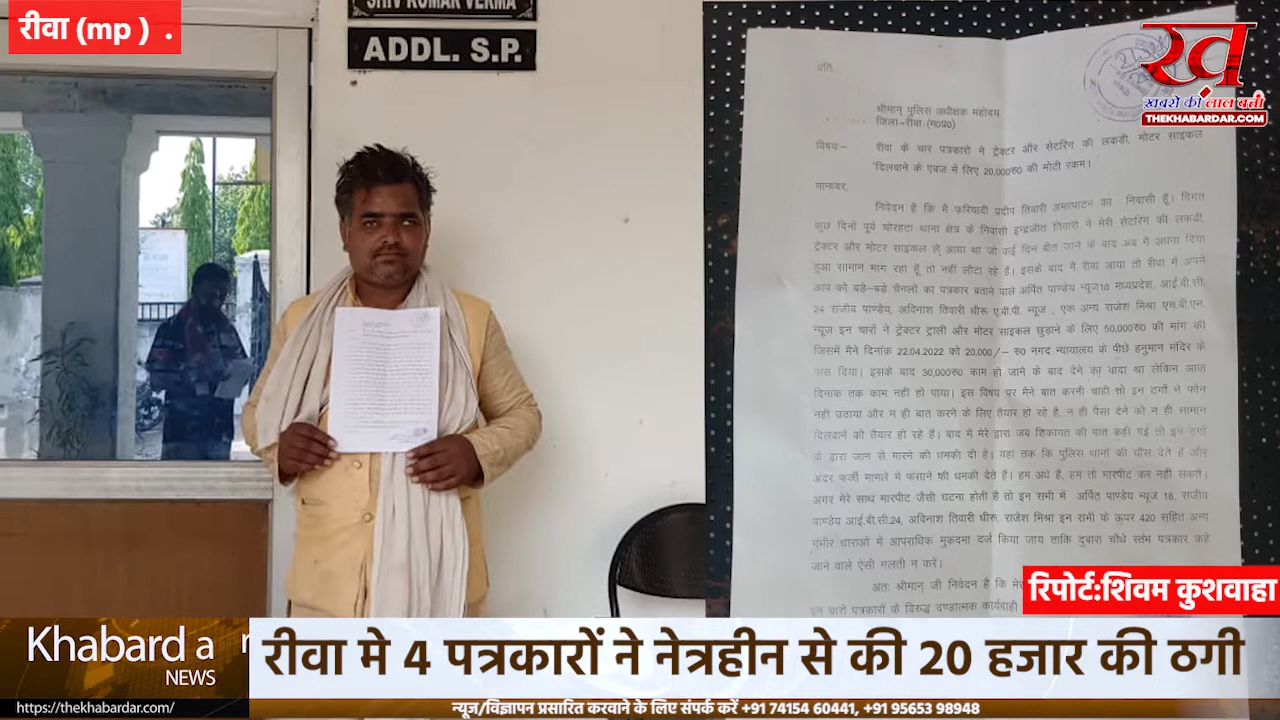 रीवा (mp ) .
SHIV KUMAR VERMA
ADDL. S.P.
रव
खबरों की लाल बत्ती
THEKHABARDAR.COM
प्रति,
श्रीमान् पुलिस अधीक्षक महोदय
जिला-रीवा (म0प्र0)
विषयः- रीवा के चार पत्रकारों ने ट्रेक्टर और सेटरिंग की लकड़ी, मोटर साइकल
दिलवाने के एवज में लिए 20,000रु0 की मोटी रकम।
मान्यवर,
निवेदन है कि मै फरियादी प्रदीप तिवारी अमरपाटन का निवासी हूँ। विगत
कुछ दिनों पूर्व चोरहटा थाना क्षेत्र के निवासी इन्द्रजीत तिवारी ने मेरी सेटरिंग की लकडी,
ट्रेक्टर और मोटर साइकल ले आया था जो कई दिन बीत जाने के बाद अब मै अपना दिया
हुआ सामान माग रहा हूँ तो नहीं लौटा रहे हैं। इसके बाद मै रीवा आया तो रीवा में अपने
आप को बडे-बडे चैनलों का पत्रकार बताने वाले अर्पित पाण्डेय न्यूज18 मध्यप्रदेश, आई.बी.सी.
24 राजीव पाण्डेय, अविनाश तिवारी धीरू ए.बी.पी. न्यूज , एक अन्य राजेश मिश्रा एच.बी.एन.
न्यूज इन चारों ने ट्रेक्टर ट्राली और मोटर साइकल छुडाने के लिए 50,000रु0 की मांग की
जिसमें मैने दिनांक 22.04.2022 को 20,000/- रु0 नगद न्यायालय के पीछे हनुमान मंदिर के
पास दिया। इसके बाद 30,000रु0 काम हो जाने के बाद देने का वादा था लेकिन आज
दिनाक तक काम नहीं हो पाया। इस विषय पर मैने बात करनी चाही तो इन ठगों ने फोन
नहीं उठाया और न ही बात करने के लिए तैयार हो रहे है, न ही पैसा देने को न ही सामान
दिलवाने को तैयार हो रहे हैं। बाद में मेरे द्वारा जब शिकायत की बात कही गई तो इन ठगों
के द्वारा जान से मारने की धमकी दी है। यहां तक कि पुलिस थानों की धौंस देते हैं और
अंदर फर्जी मामले में फंसाने की धमकी देते हैं। हम अंधे हैं, हम तो मारपीट कर नहीं सकते।
अगर मेरे साथ मारपीट जैसी घटना होती है तो इन सभी में अर्पित पाण्डेय न्यूज 18, राजीव
पाण्डेय आई.बी.सी.24, अविनाश तिवारी धीरू, राजेश मिश्रा इन सभी के ऊपर 420 सहित अन्य
गंभीर धाराओं में आपराधिक मुकदमा दर्ज किया जाय ताकि दुबारा चौथे स्तंभ पत्रकार कहे
जाने वाले ऐसी गलती न करें।
अतः श्रीमान् जी निवेदन है कि
इन चारो पत्रकारों के विरुद्ध दण्डात्मक कार्यवाही
रिपोर्ट:शिवम कुशवाहा
Khabard a r
NEWS
रीवा मे 4 पत्रकारों ने नेत्रहीन से की 20 हजार की ठगी
https://thekhabardar.com/
न्यूज/विज्ञापन प्रसारित करवाने के लिए संपर्क करें +91 74154 60441, +91 95653 98948